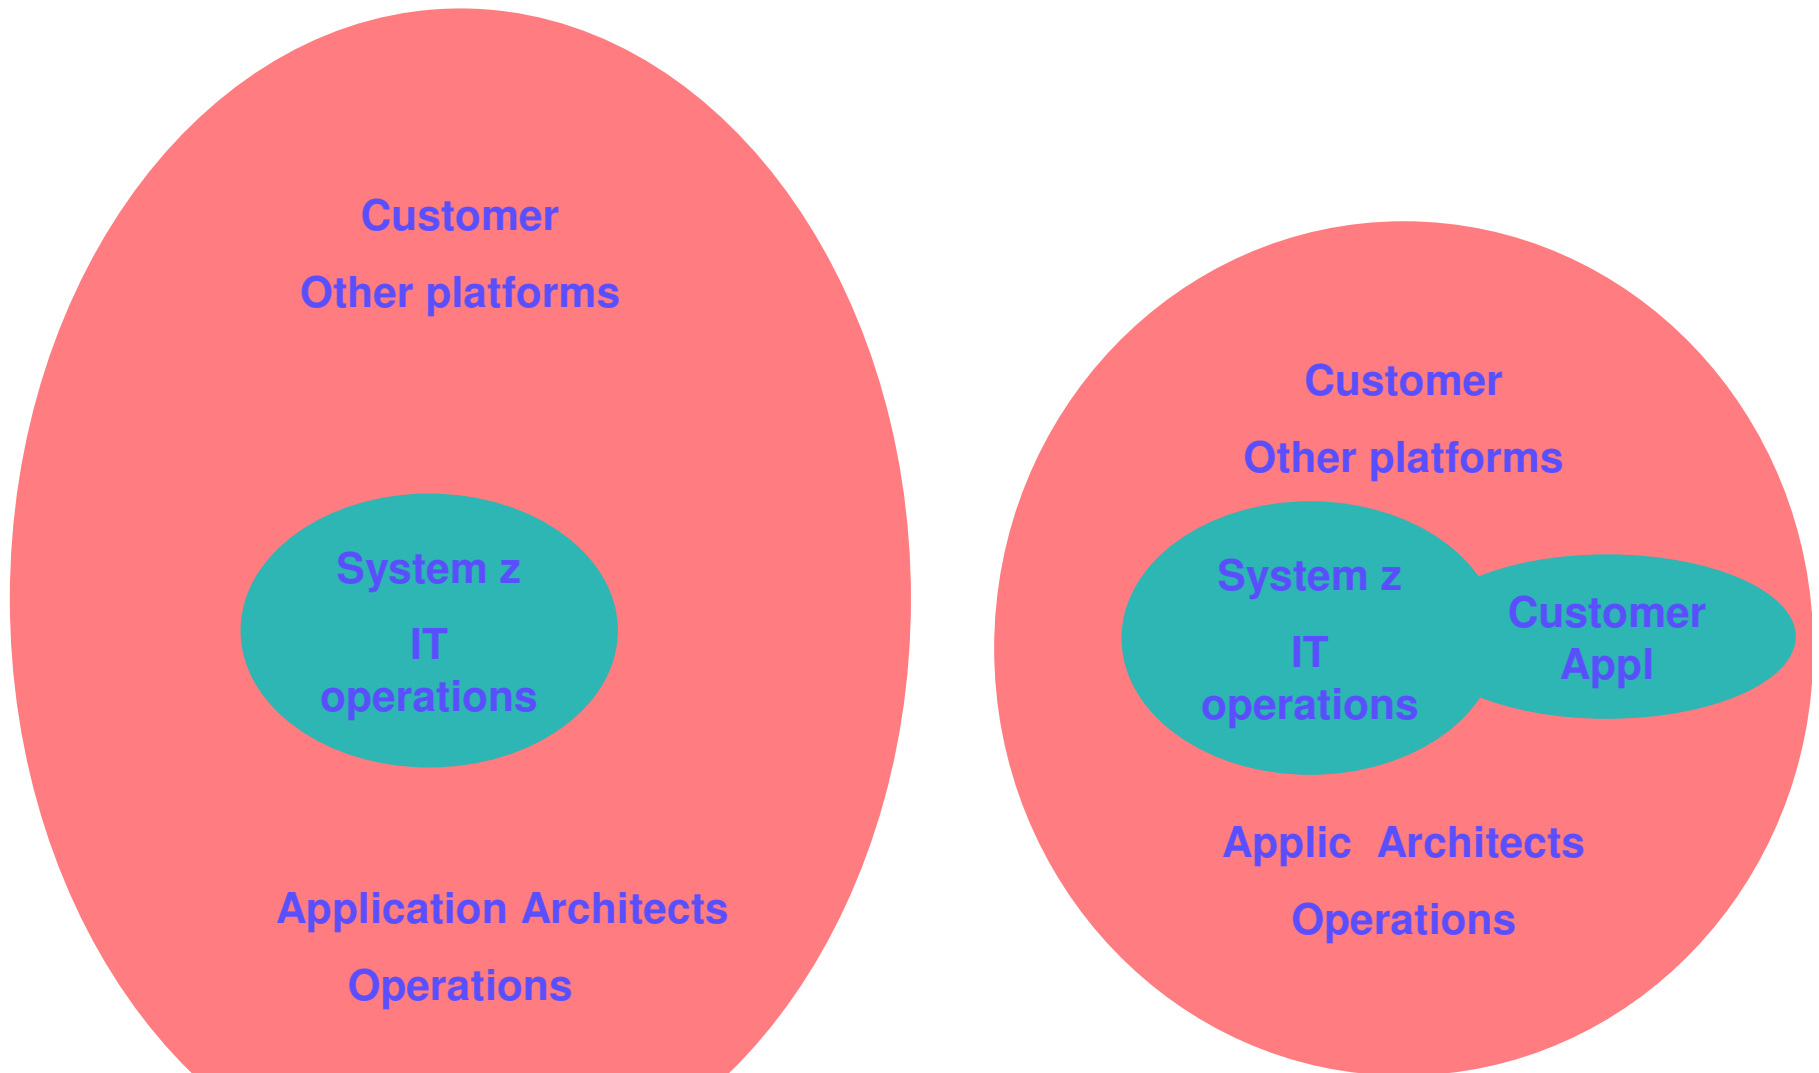 Customer
Other platforms
System z
IT
operations
Application Architects
Operations
Customer
Other platforms
System z
IT
operations
Customer
Appl
Applic  Architects
Operations